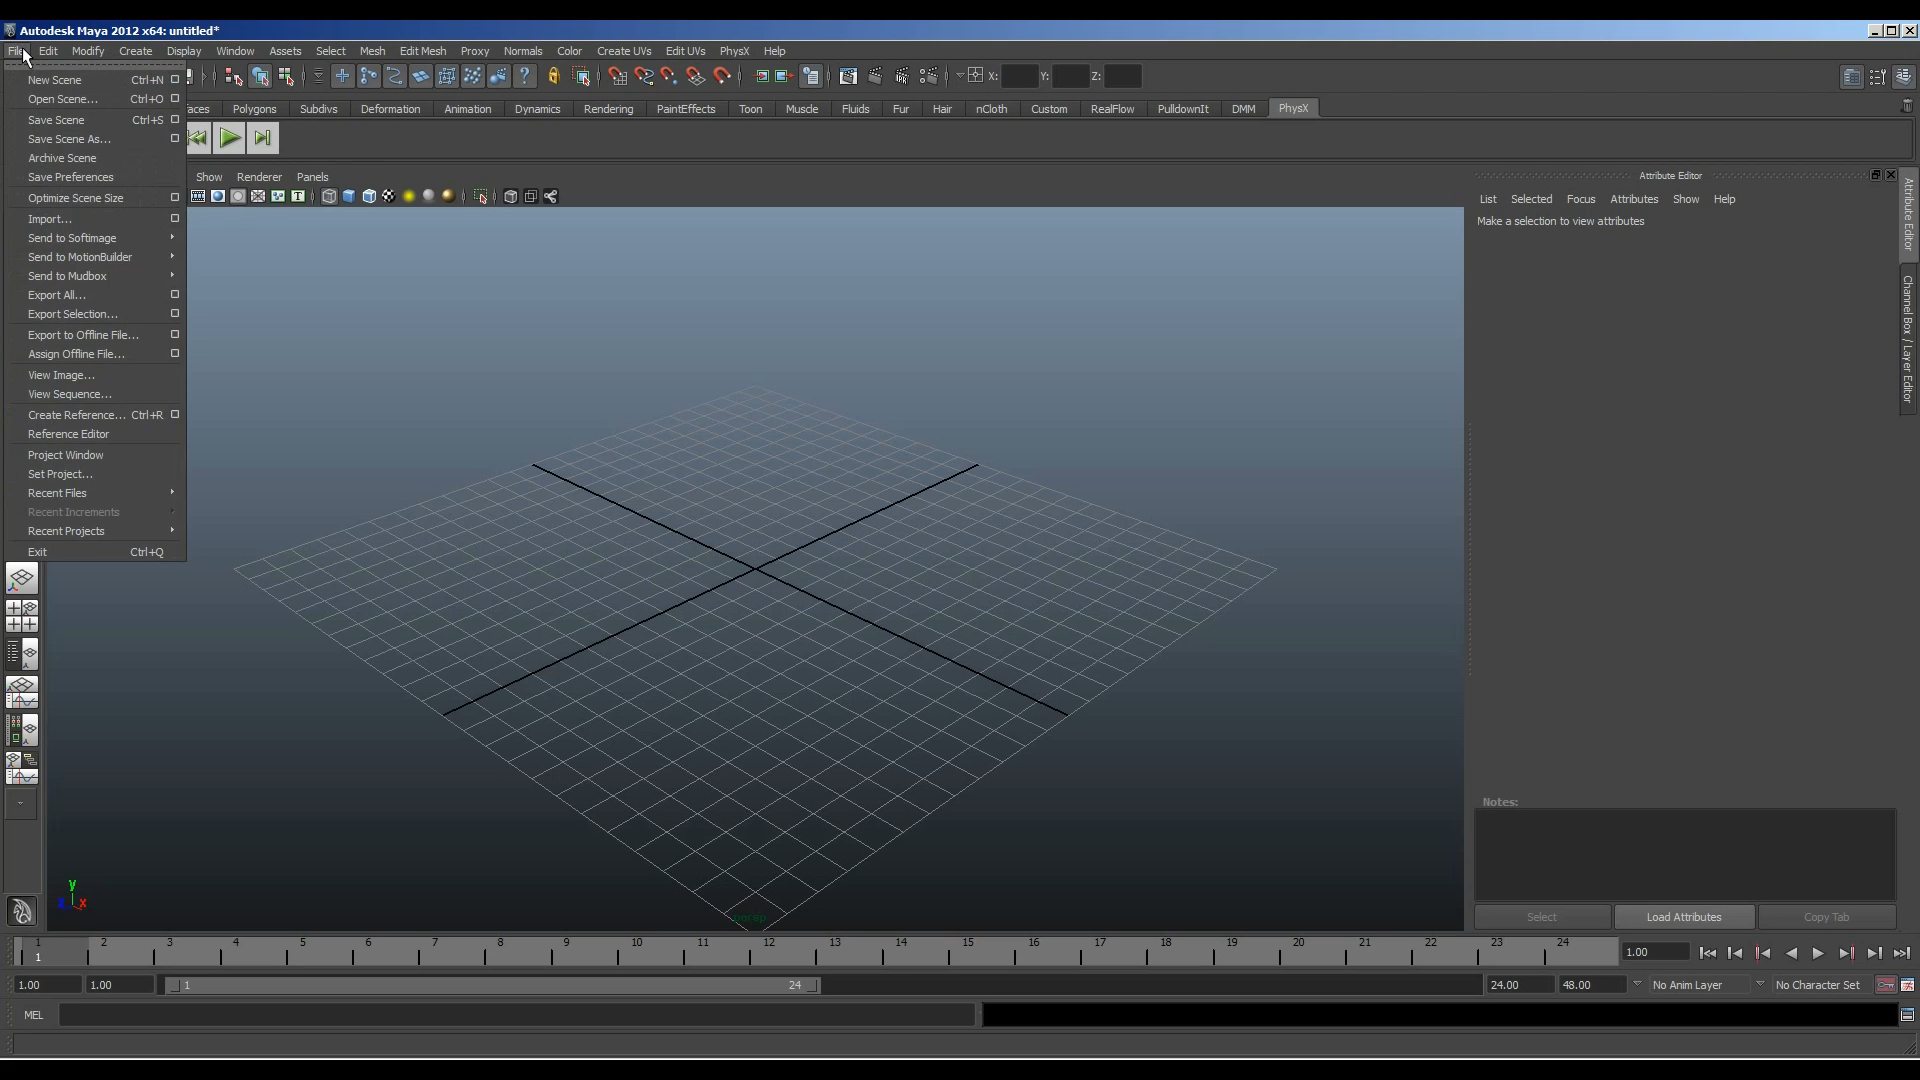 Autodesk Maya 2012 x64: untitled*
File Edit Modify Create Display Window Assets Select Mesh Edit Mesh Proxy Normals Color Create UVs Edit UVs PhysX Help
X: Y: Z:
aces Polygons Subdivs Deformation Animation Dynamics Rendering PaintEffects Toon Muscle Fluids Fur Hair nCloth Custom RealFlow PulldownIt DMM PhysX
New Scene Ctrl+N
Open Scene... Ctrl+O
Save Scene Ctrl+S
Save Scene As...
Archive Scene
Save Preferences
Optimize Scene Size
Import...
Send to Softimage
Send to MotionBuilder
Send to Mudbox
Export All...
Export Selection...
Export to Offline File...
Assign Offline File...
View Image...
View Sequence...
Create Reference... Ctrl+R
Reference Editor
Project Window
Set Project...
Recent Files
Recent Increments
Recent Projects
Exit Ctrl+Q
Show Renderer Panels
Attribute Editor
List Selected Focus Attributes Show Help
Make a selection to view attributes
Attribute Editor
Channel Box / Layer Editor
Notes:
Select Load Attributes Copy Tab
y
x
persp
1 2 3 4 5 6 7 8 9 10 11 12 13 14 15 16 17 18 19 20 21 22 23 24
1
1.00
1.00 1.00 1 24 24.00 48.00 No Anim Layer No Character Set
MEL